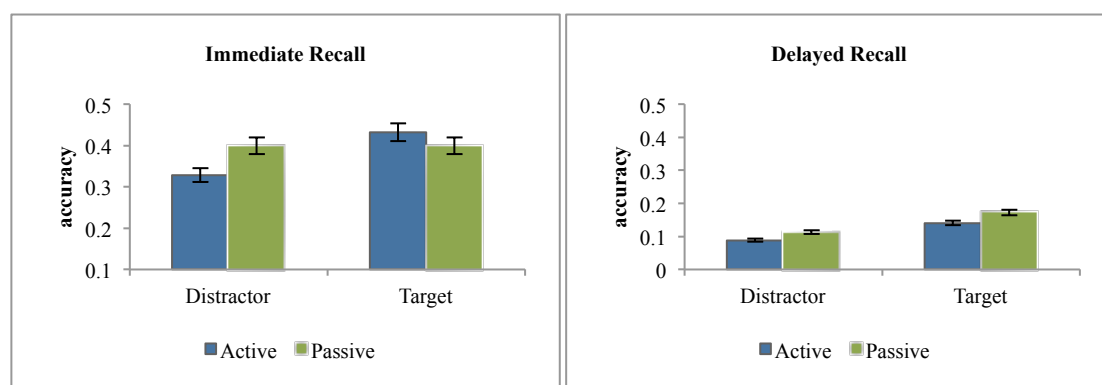 Immediate Recall
accuracy
0.5
0.4
0.3
0.2
0.1
Distractor Target
Active Passive
Delayed Recall
accuracy
0.5
0.4
0.3
0.2
0.1
0
Distractor Target
Active Passive